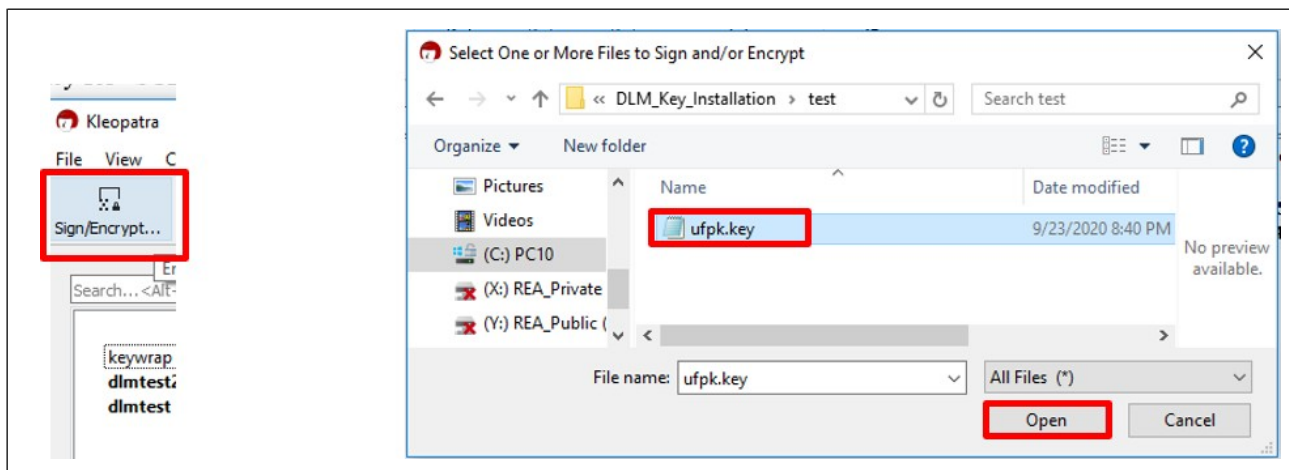 Kleopatra
File View C
Sign/Encrypt...
Er
Search...<Alt-
keywrap
dlmtest2
dlmtest
Select One or More Files to Sign and/or Encrypt
« DLM_Key_Installation › test
Search test
Organize
New folder
Pictures
Videos
(C:) PC10
(X:) REA_Private
(Y:) REA_Public (
Name
Date modified
ufpk.key
9/23/2020 8:40 PM
No preview
available.
File name:
ufpk.key
All Files (*)
Open
Cancel